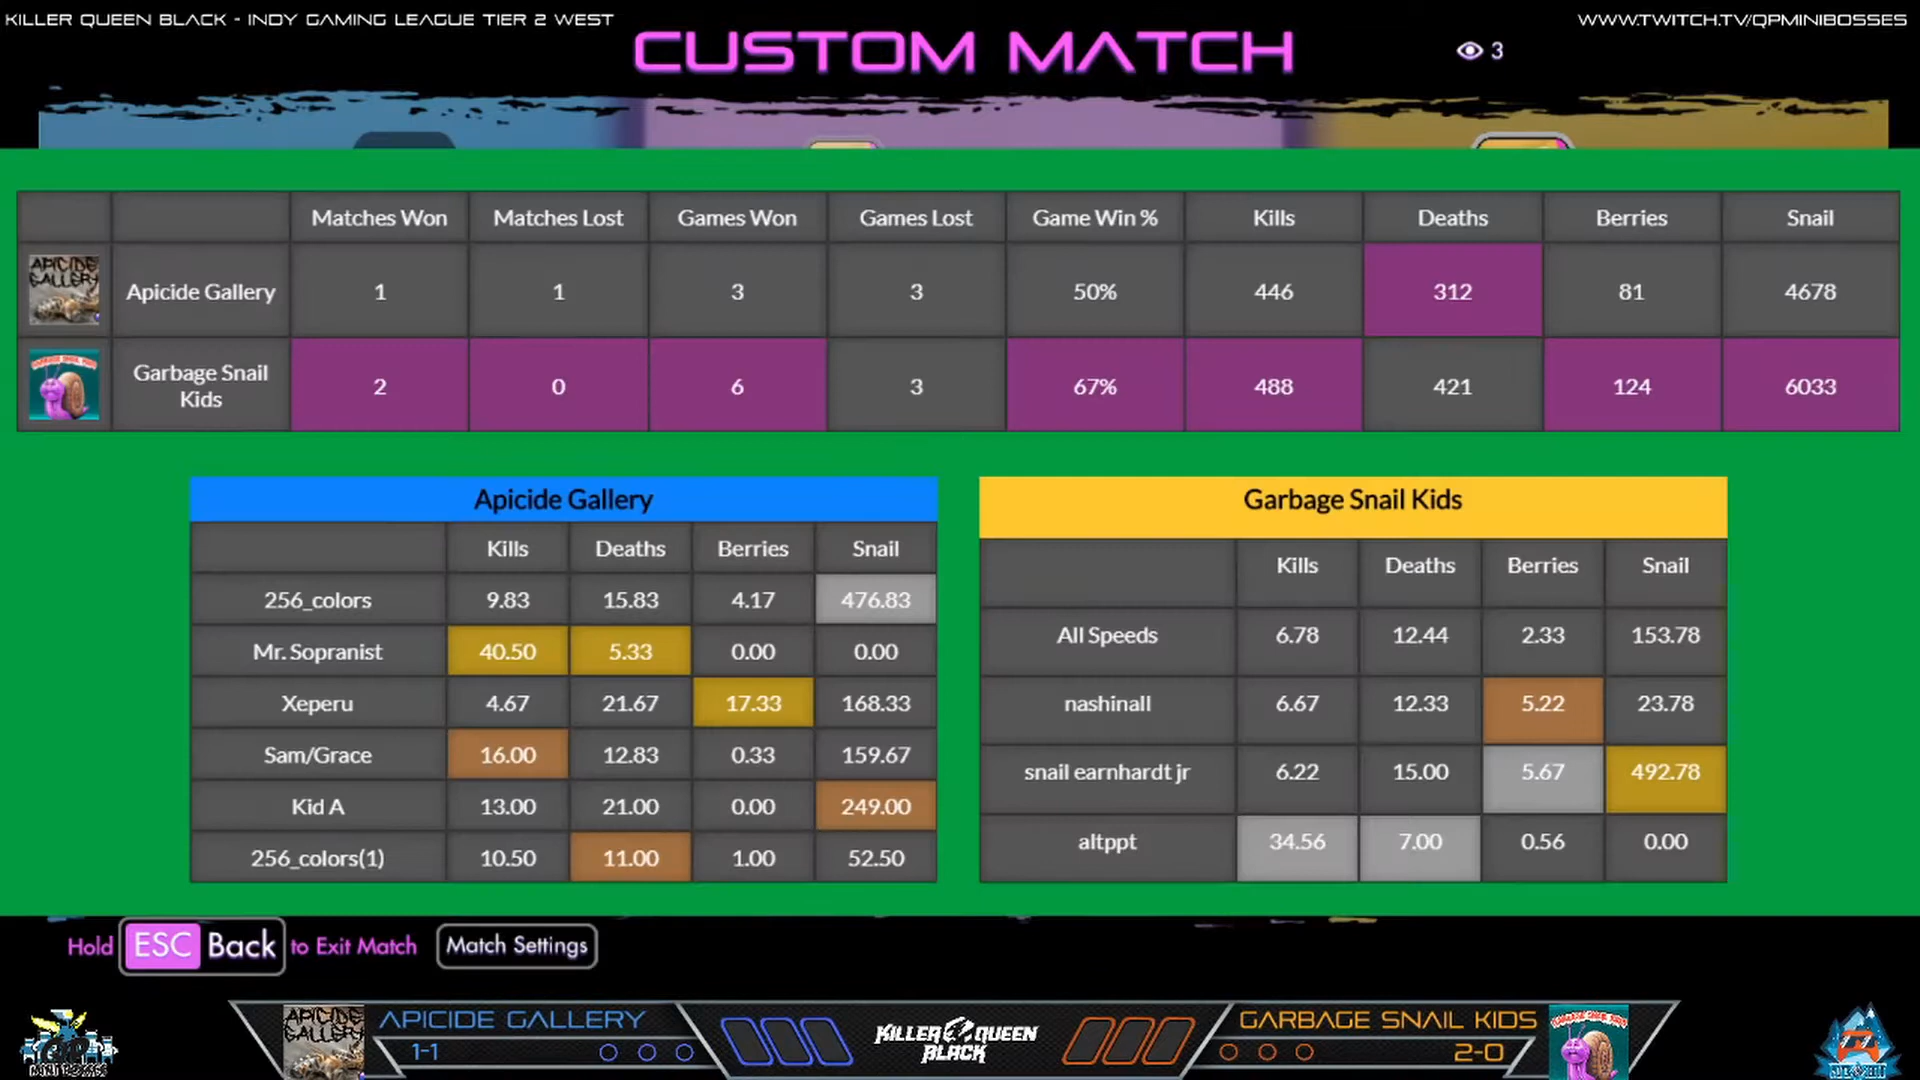 KILLER QUEEN BLACK - INDY GAMING LEAGUE TIER 2 WEST
WWW.TWITCH.TV/QPMINIBOSSES
CUSTOM MATCH
3
Matches Won Matches Lost Games Won Games Lost Game Win % Kills Deaths Berries Snail
APICIDE GALLERY
Apicide Gallery 1 1 3 3 50% 446 312 81 4678
Garbage Snail Kids 2 0 6 3 67% 488 421 124 6033
Apicide Gallery
Kills Deaths Berries Snail
256_colors 9.83 15.83 4.17 476.83
Mr. Sopranist 40.50 5.33 0.00 0.00
Xeperu 4.67 21.67 17.33 168.33
Sam/Grace 16.00 12.83 0.33 159.67
Kid A 13.00 21.00 0.00 249.00
256_colors(1) 10.50 11.00 1.00 52.50
Garbage Snail Kids
Kills Deaths Berries Snail
All Speeds 6.78 12.44 2.33 153.78
nashinall 6.67 12.33 5.22 23.78
snail earnhardt jr 6.22 15.00 5.67 492.78
altppt 34.56 7.00 0.56 0.00
Hold ESC Back to Exit Match Match Settings
APICIDE GALLERY
APICIDE GALLERY
1-1
KILLER QUEEN
BLACK
GARBAGE SNAIL KIDS
2-0
QP
MINI BOSSES